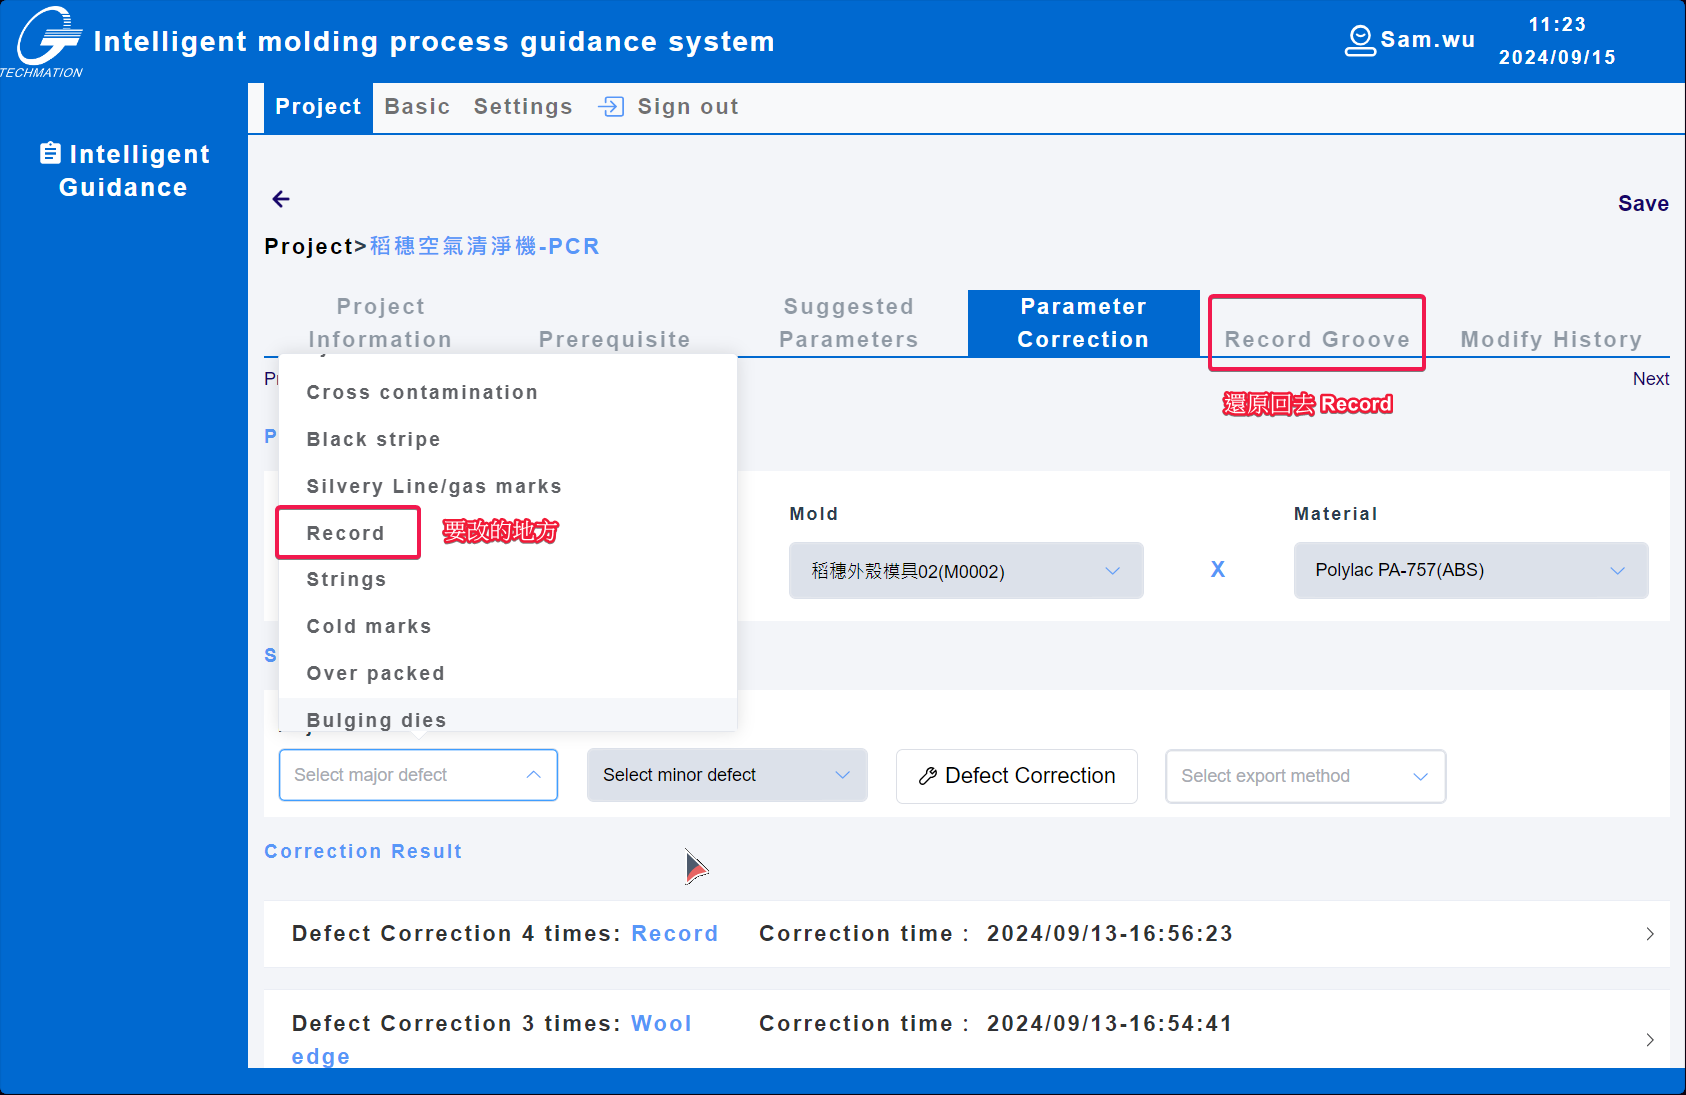 TECHMATION
Intelligent molding process guidance system
Sam.wu
11:23
2024/09/15
Project
Basic
Settings
Sign out
Intelligent
Guidance
Save
Project>稻穗空氣清淨機-PCR
Project
Information
Prerequisite
Suggested
Parameters
Parameter
Correction
Record Groove
Modify History
Next
還原回去 Record
Cross contamination
Black stripe
Silvery Line/gas marks
Record
要改的地方
Strings
Cold marks
Over packed
Bulging dies
Mold
稻穗外殼模具02(M0002)
X
Material
Polylac PA-757(ABS)
Select major defect
Select minor defect
Defect Correction
Select export method
Correction Result
Defect Correction 4 times: Record
Correction time : 2024/09/13-16:56:23
Defect Correction 3 times: Wool
edge
Correction time : 2024/09/13-16:54:41